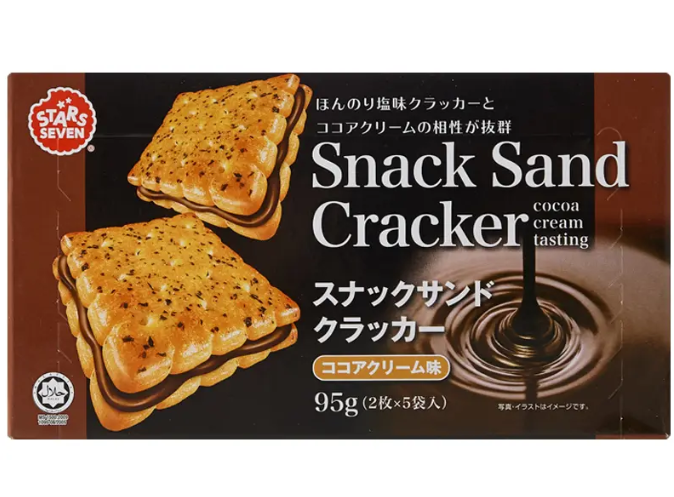 STARS
SEVEN
®
ほんのり塩味クラッカーと
ココアクリームの相性が抜群
Snack Sand
Cracker
cocoa
cream
tasting
スナックサンド
クラッカー
ココアクリーム味
95g(2枚×5袋入)
حلال
写真・イラストはイメージです。